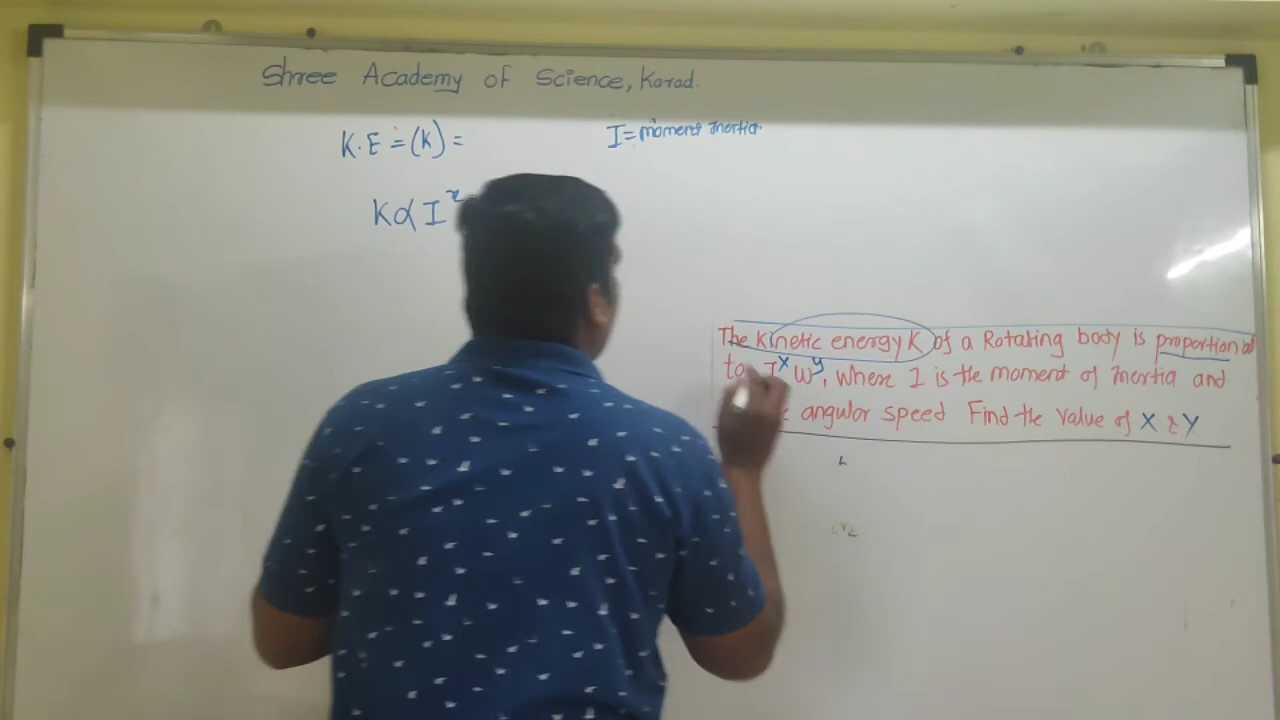 Shree Academy of Science, Karad.
K.E = (K) =
I = moment Inertia.
K ∝ I^x
The Kinetic energy K of a Rotating body is proportional
to I^x W^y, where I is the moment of Inertia and
angular speed Find the value of X & Y